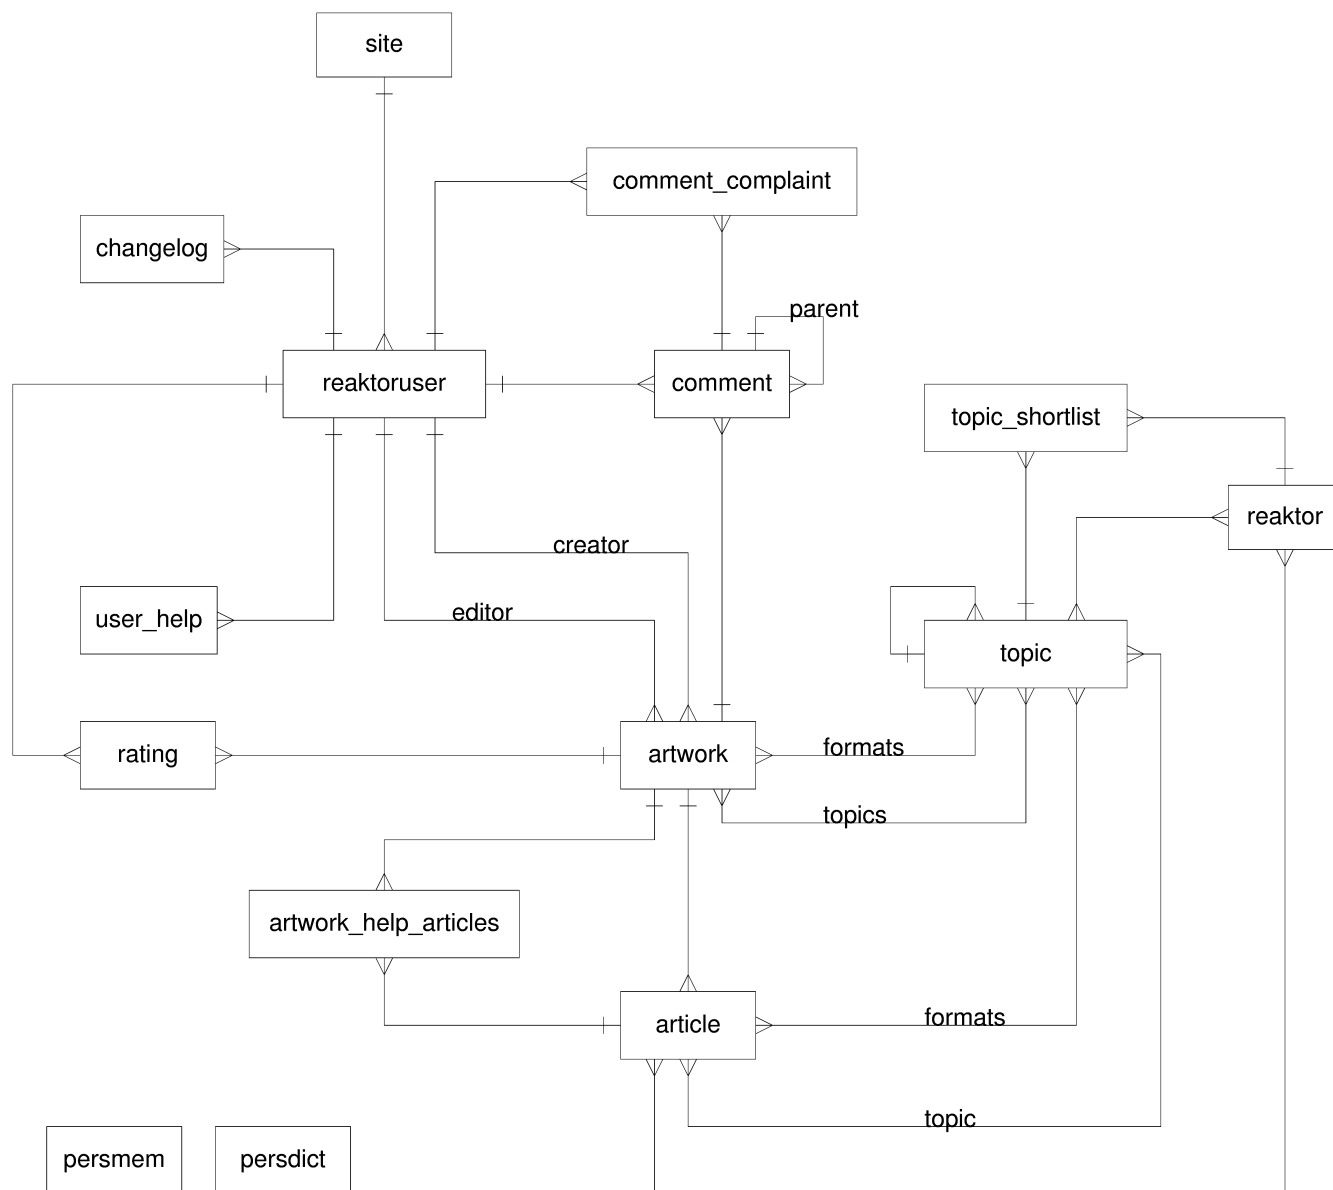 site
comment_complaint
changelog
parent
reaktoruser
comment
topic_shortlist
reaktor
creator
editor
user_help
topic
rating
artwork
formats
topics
artwork_help_articles
article
formats
topic
persmem
persdict